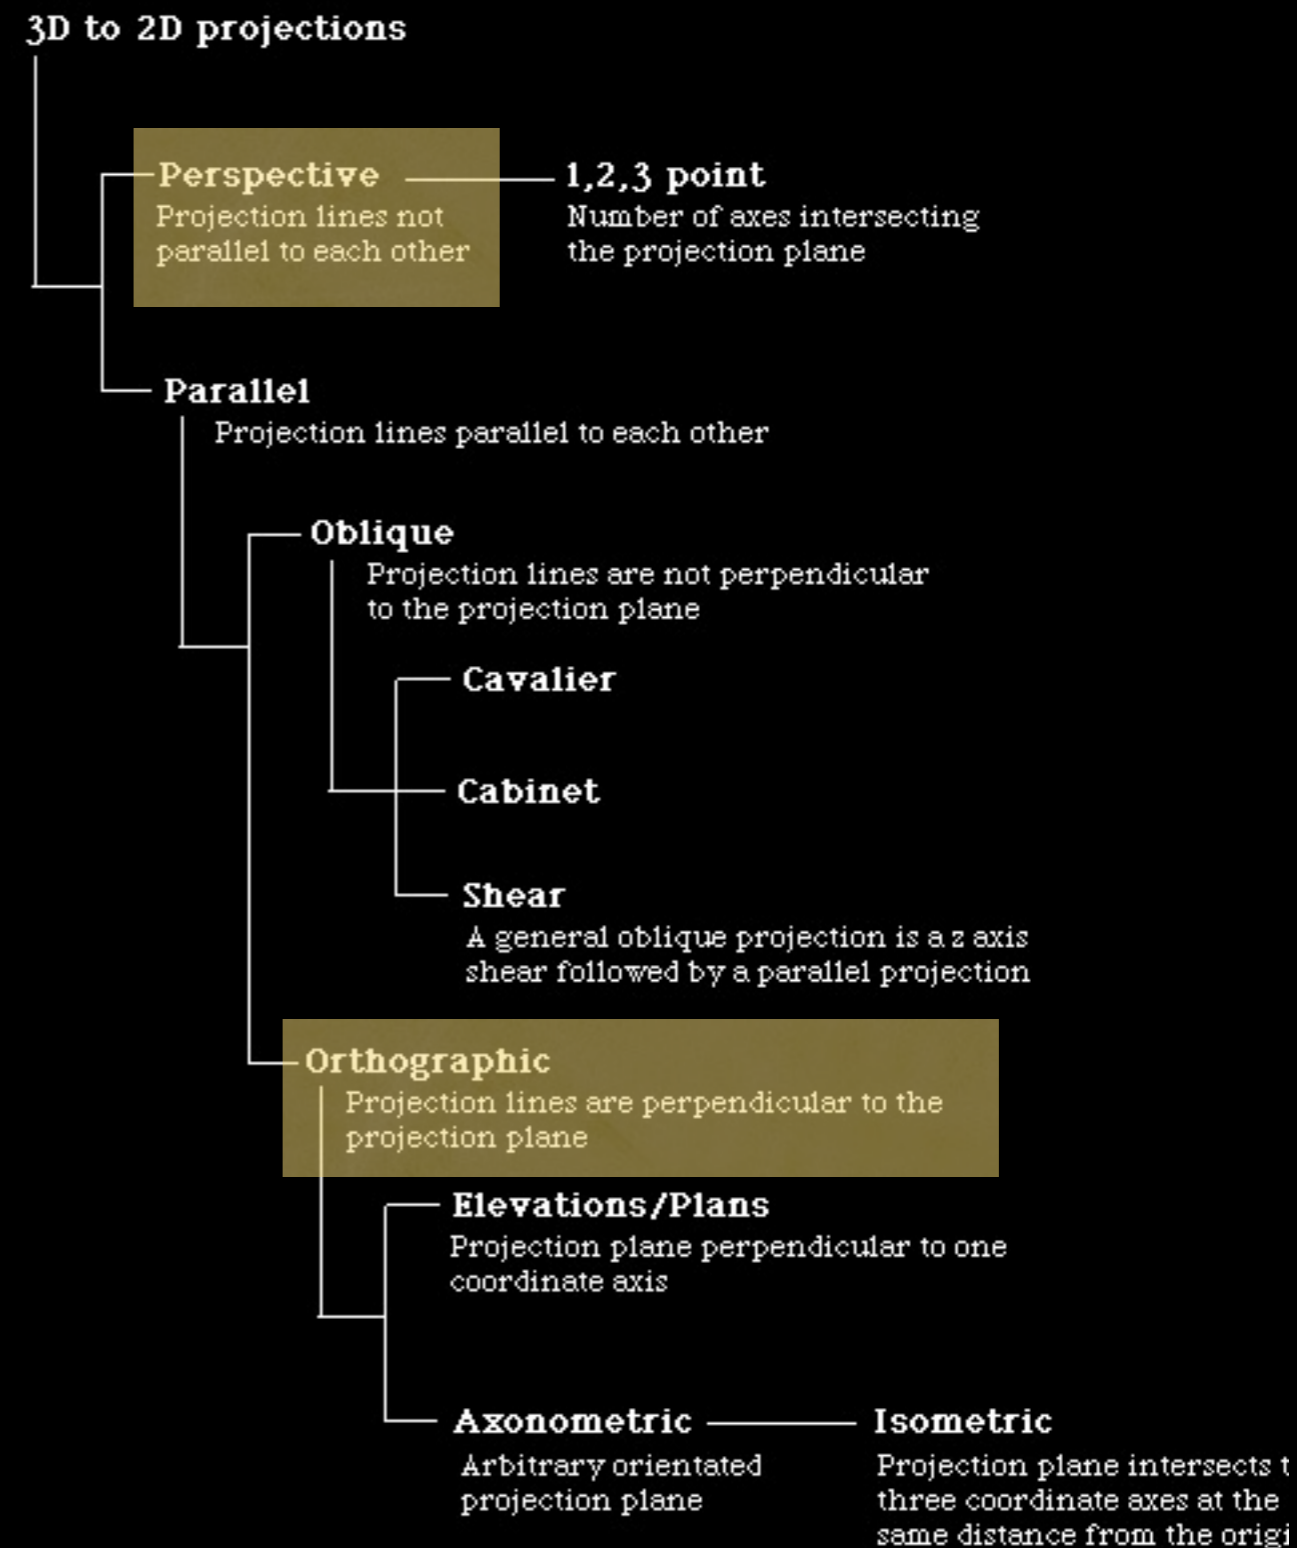 3D to 2D projections
Perspective
Projection lines not
parallel to each other
1,2,3 point
Number of axes intersecting
the projection plane
Parallel
Projection lines parallel to each other
Oblique
Projection lines are not perpendicular
to the projection plane
Cavalier
Cabinet
Shear
A general oblique projection is a z axis
shear followed by a parallel projection
Orthographic
Projection lines are perpendicular to the
projection plane
Elevations/Plans
Projection plane perpendicular to one
coordinate axis
Axonometric
Arbitrary orientated
projection plane
Isometric
Projection plane intersects t
three coordinate axes at the
same distance from the origi